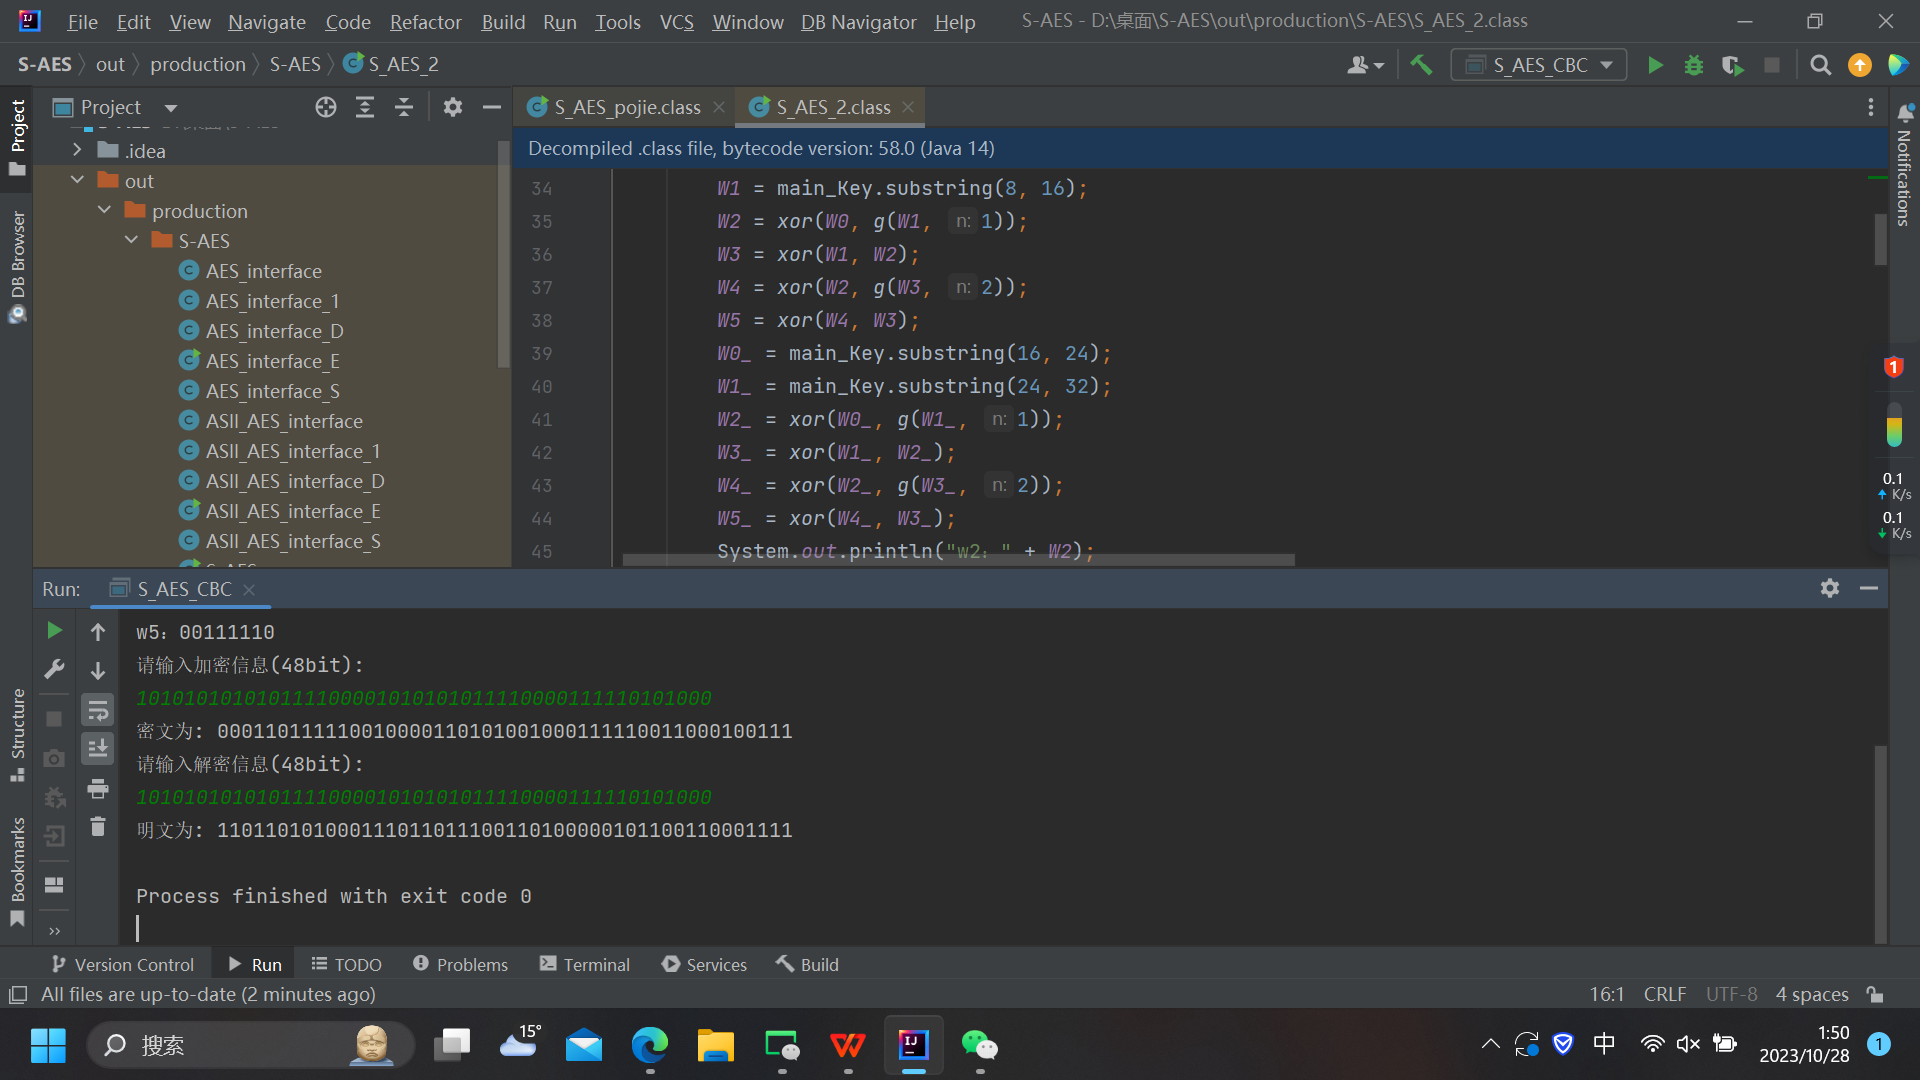 File Edit View Navigate Code Refactor Build Run Tools VCS Window DB Navigator Help S-AES - D:\桌面\S-AES\out\production\S-AES\S_AES_2.class
S-AES out production S-AES S_AES_2 S_AES_CBC
Project
Project
DB Browser
Structure
Bookmarks
Notifications
.idea
out
production
S-AES
AES_interface
AES_interface_1
AES_interface_D
AES_interface_E
AES_interface_S
ASII_AES_interface
ASII_AES_interface_1
ASII_AES_interface_D
ASII_AES_interface_E
ASII_AES_interface_S
S_AES_pojie.class S_AES_2.class
Decompiled .class file, bytecode version: 58.0 (Java 14)
34 W1 = main_Key.substring(8, 16);
35 W2 = xor(W0, g(W1, n: 1));
36 W3 = xor(W1, W2);
37 W4 = xor(W2, g(W3, n: 2));
38 W5 = xor(W4, W3);
39 W0_ = main_Key.substring(16, 24);
40 W1_ = main_Key.substring(24, 32);
41 W2_ = xor(W0_, g(W1_, n: 1));
42 W3_ = xor(W1_, W2_);
43 W4_ = xor(W2_, g(W3_, n: 2));
44 W5_ = xor(W4_, W3_);
45 System.out.println("w2：" + W2);
1
0.1
K/s
0.1
K/s
Run: S_AES_CBC
w5：00111110
请输入加密信息(48bit):
101010101010111100001010101011110000111110101000
密文为: 000110111110010000110101001000111110011000100111
请输入解密信息(48bit):
101010101010111100001010101011110000111110101000
明文为: 110110101000111011011100110100000101100110001111
Process finished with exit code 0
Version Control Run TODO Problems Terminal Services Build
All files are up-to-date (2 minutes ago) 16:1 CRLF UTF-8 4 spaces
搜索 15° 中 1:50
2023/10/28 1